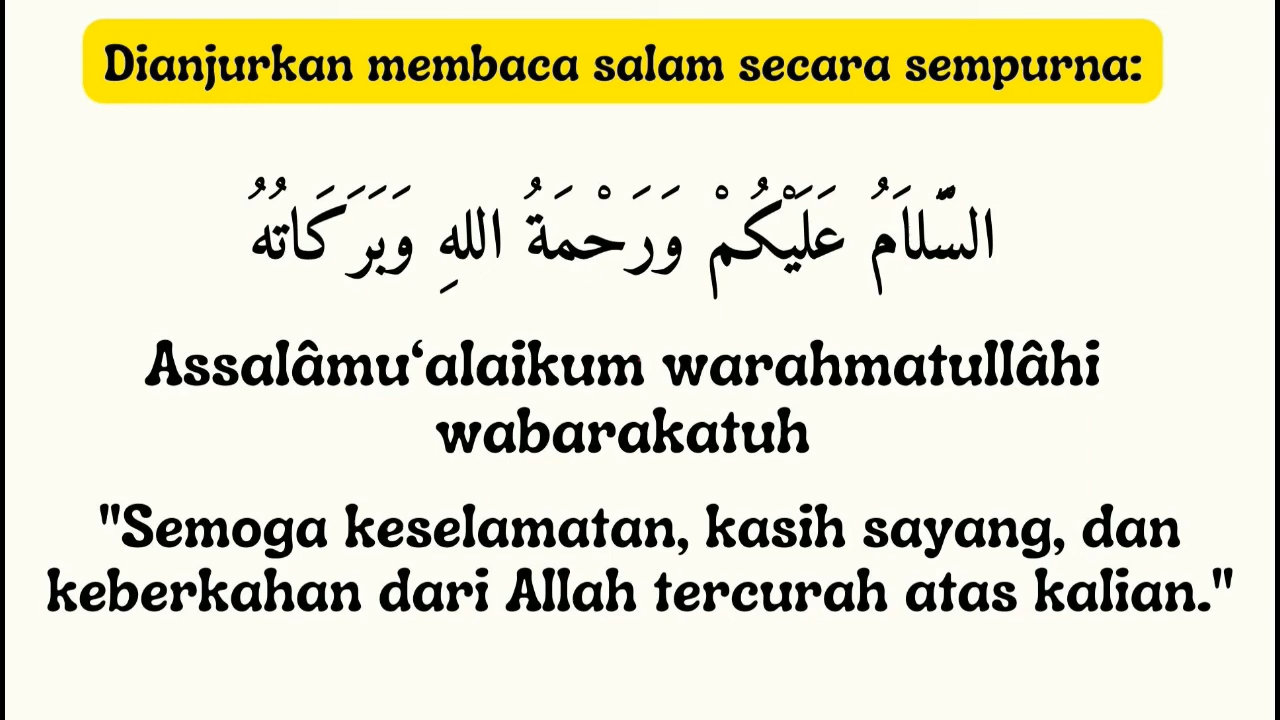 Dianjurkan membaca salam secara sempurna:
السَّلاَمُ عَلَيْكُمْ وَرَحْمَةُ اللهِ وَبَرَكَاتُهُ
Assalâmu‘alaikum warahmatullâhi
wabarakatuh
"Semoga keselamatan, kasih sayang, dan
keberkahan dari Allah tercurah atas kalian."